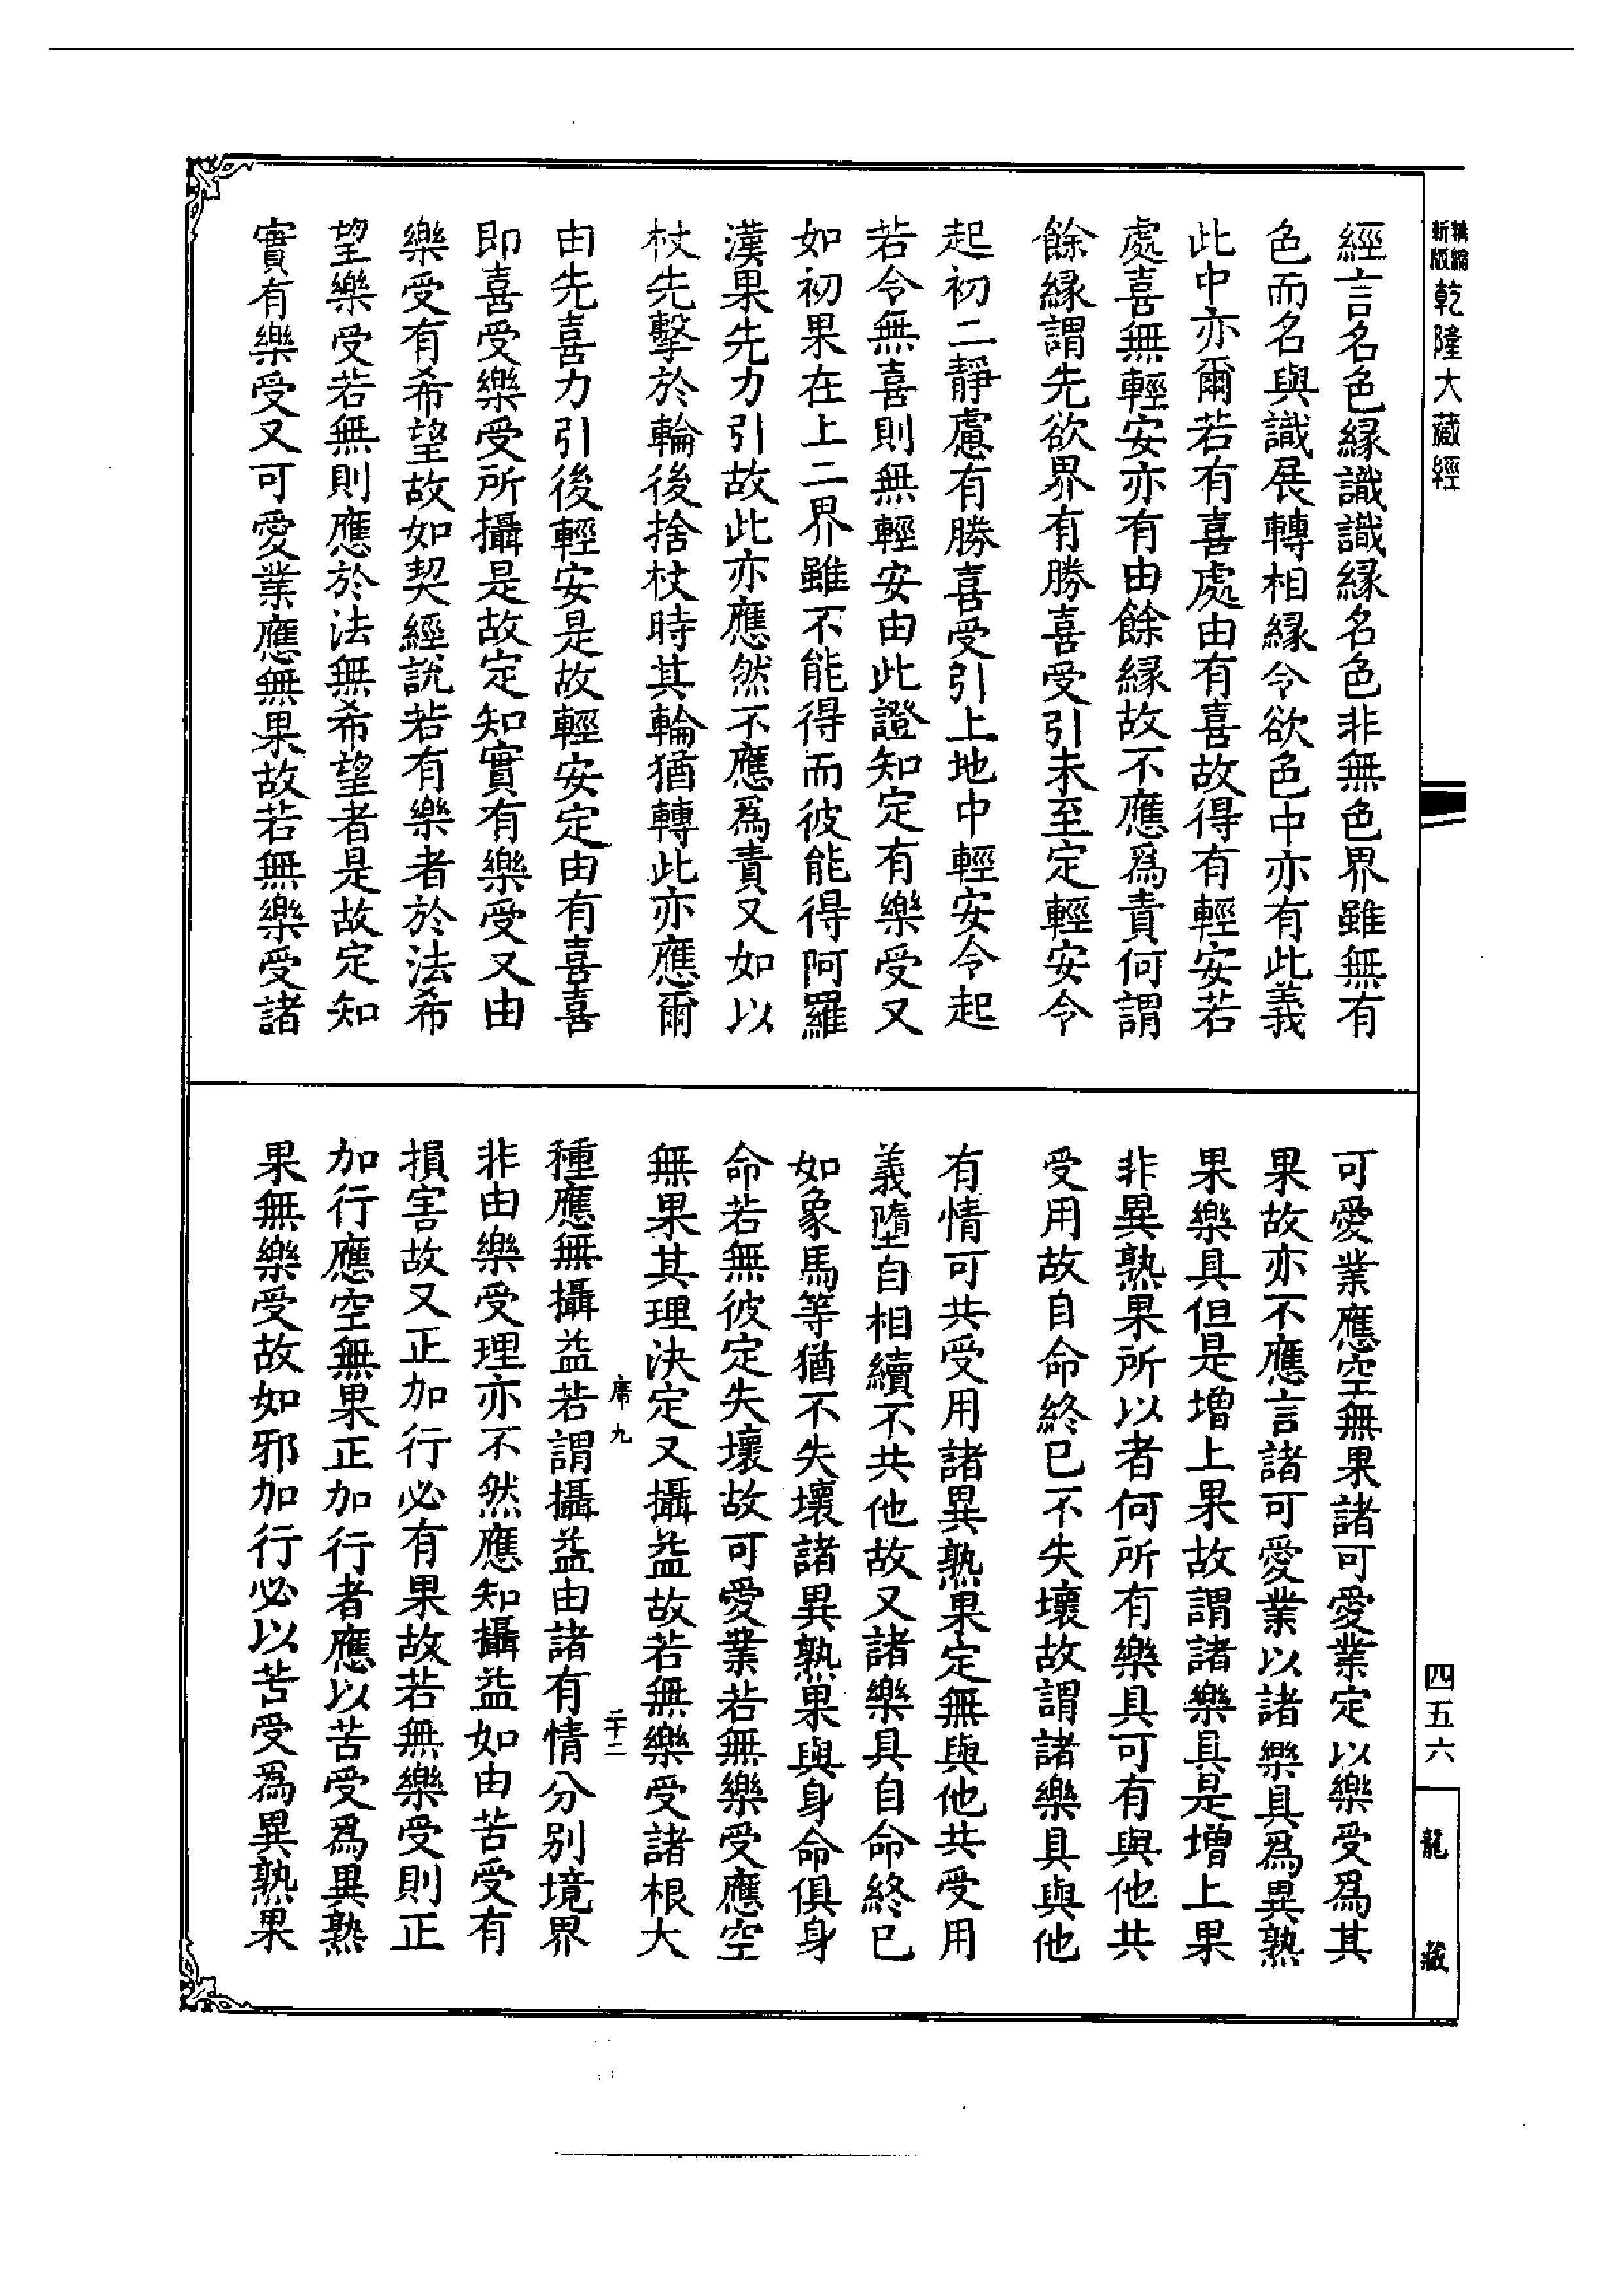 精編
新版
乾隆大藏經
經言名色緣識識緣名色非無色界雖無有
色而名與識展轉相緣令欲色中亦有此義
此中亦爾若有喜處由有喜故得有輕安若
處喜無輕安亦有由餘緣故不應爲責何謂
餘緣謂先欲界有勝喜受引未至定輕安令
起初二靜慮有勝喜受引上地中輕安令起
若令無喜則無輕安由此證知定有樂受又
如初果在上二界雖不能得而彼能得阿羅
漢果先力引故此亦應然不應爲責又如以
杖先擊於輪後捨杖時其輪猶轉此亦應爾
由先喜力引後輕安是故輕安定由有喜喜
即喜受樂受所攝是故定知實有樂受又由
樂受有希望故如契經說若有樂者於法希
望樂受若無則應於法無希望者是故定知
實有樂受又可愛業應無果故若無樂受諸
可愛業應空無果諸可愛業定以樂受爲其
果故亦不應言諸可愛業以諸樂具爲異熟
果樂具但是增上果故謂諸樂具是增上果
非異熟果所以者何所有樂具可有與他共
受用故自命終已不失壞故謂諸樂具與他
有情可共受用諸異熟果定無與他共受用
義墮自相續不共他故又諸樂具自命終已
如象馬等猶不失壞諸異熟果與身命俱身
命若無彼定失壞故可愛業若無樂受應空
無果其理決定又攝益故若無樂受諸根大
席九
二十二
種應無攝益若謂攝益由諸有情分別境界
非由樂受理亦不然應知攝益如由苦受有
損害故又正加行必有果故若無樂受則正
加行應空無果正加行者應以苦受爲異熟
果無樂受故如邪加行必以苦受爲異熟果
四五六
龍藏